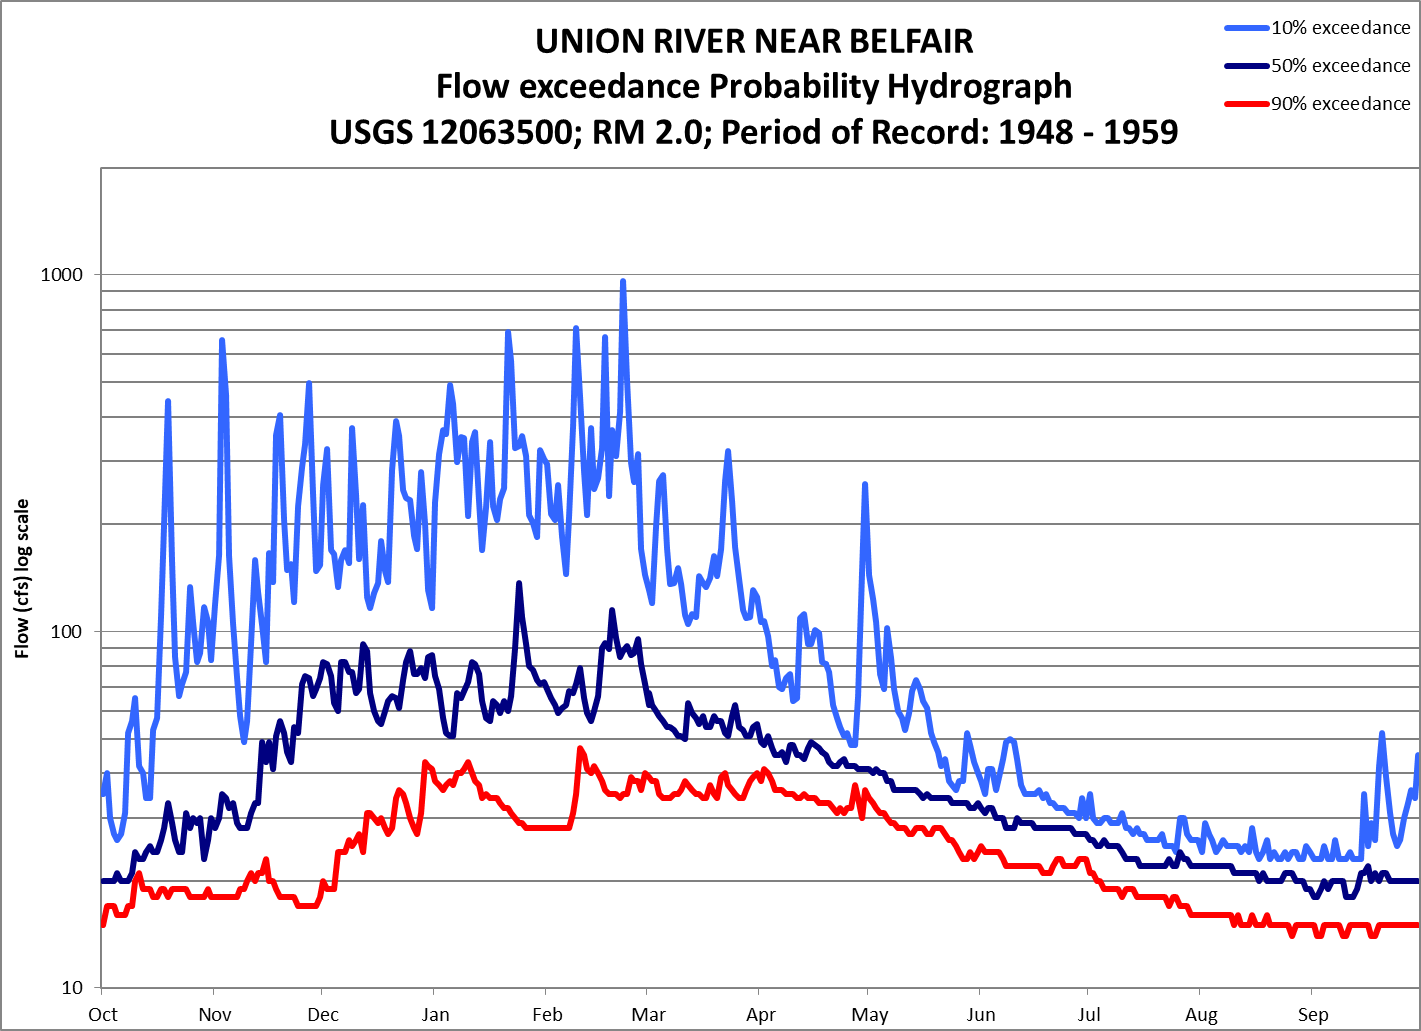 UNION RIVER NEAR BELFAIR
Flow exceedance Probability Hydrograph
USGS 12063500; RM 2.0; Period of Record: 1948 - 1959
10% exceedance
50% exceedance
90% exceedance
Flow (cfs) log scale
1000
100
10
Oct Nov Dec Jan Feb Mar Apr May Jun Jul Aug Sep